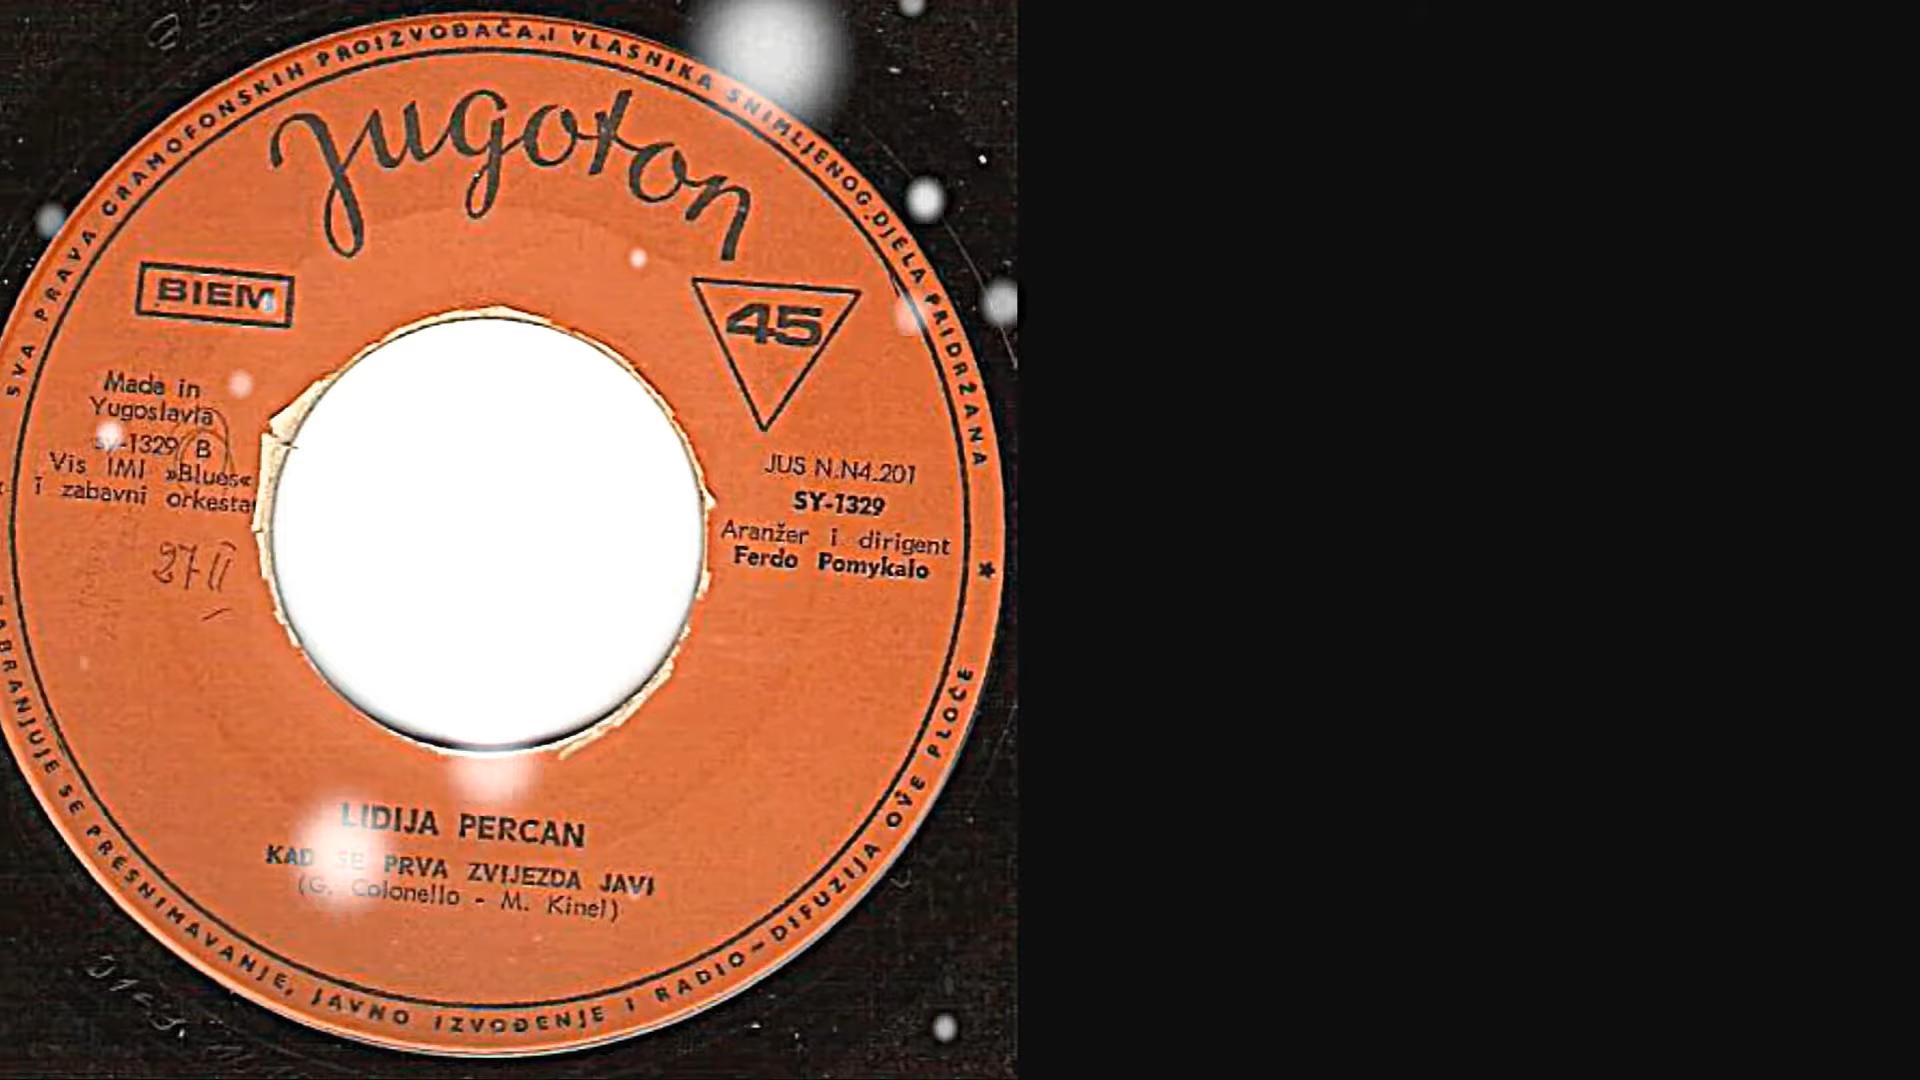 SVA PRAVA GRAMOFONSKIH PROIZVOĐAČA I VLASNIKA SNIMLJENOG DJELA PRIDRŽANA
jugoton
BIEM
45
Made in
Yugoslavia
SY-1329 B
Vis IMI »Blues«
i zabavni orkestar
27 II
JUS N.N4.201
SY-1329
Aranžer i dirigent
Ferdo Pomykalo
LIDIJA PERCAN
KAD SE PRVA ZVIJEZDA JAVI
(G. Colonello - M. Kinel)
ZABRANJUJE SE PRESNIMAVANJE, JAVNO IZVOĐENJE I RADIO-DIFUZIJA OVE PLOČE